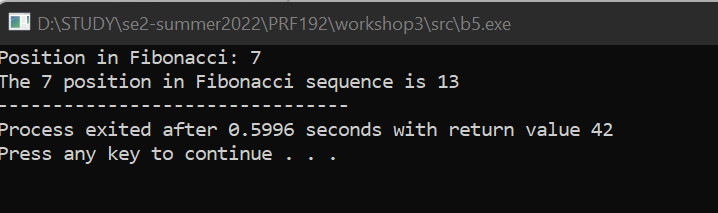 D:\STUDY\se2-summer2022\PRF192\workshop3\src\b5.exe
Position in Fibonacci: 7
The 7 position in Fibonacci sequence is 13
--------------------------------
Process exited after 0.5996 seconds with return value 42
Press any key to continue . . .